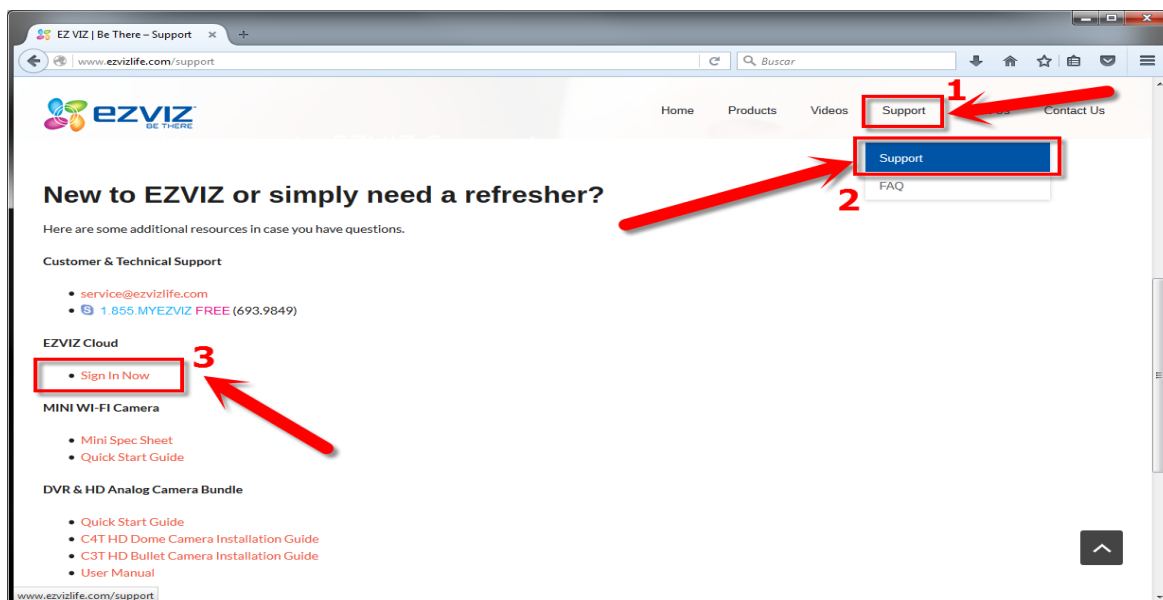 EZ VIZ | Be There – Support
www.ezvizlife.com/support
Buscar
ezviz
BE THERE
Home Products Videos Support Contact Us
1
Support
FAQ
2
New to EZVIZ or simply need a refresher?
Here are some additional resources in case you have questions.
Customer & Technical Support
service@ezvizlife.com
1.855.MYEZVIZ FREE (693.9849)
EZVIZ Cloud
3
Sign In Now
MINI WI-FI Camera
Mini Spec Sheet
Quick Start Guide
DVR & HD Analog Camera Bundle
Quick Start Guide
C4T HD Dome Camera Installation Guide
C3T HD Bullet Camera Installation Guide
User Manual
www.ezvizlife.com/support